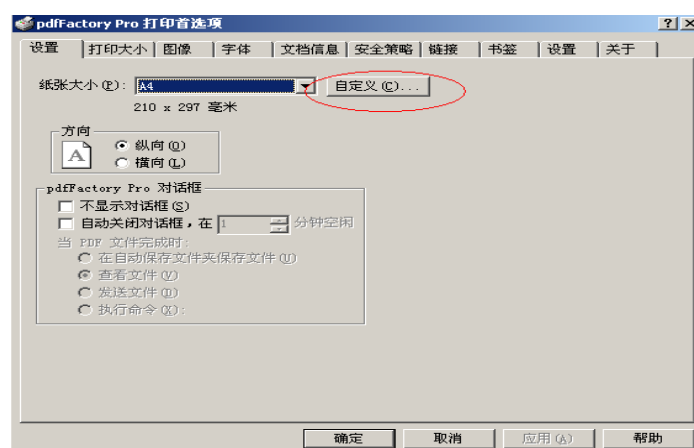 pdfFactory Pro 打印首选项
设置 打印大小 图像 字体 文档信息 安全策略 链接 书签 设置 关于
纸张大小(P): A4 自定义(C)...
210 x 297 毫米
方向
A
纵向(O)
横向(L)
pdfFactory Pro 对话框
不显示对话框(S)
自动关闭对话框，在 1 分钟空闲
当 PDF 文件完成时:
在自动保存文件夹保存文件(U)
查看文件(V)
发送文件(D)
执行命令(X):
确定 取消 应用(A) 帮助